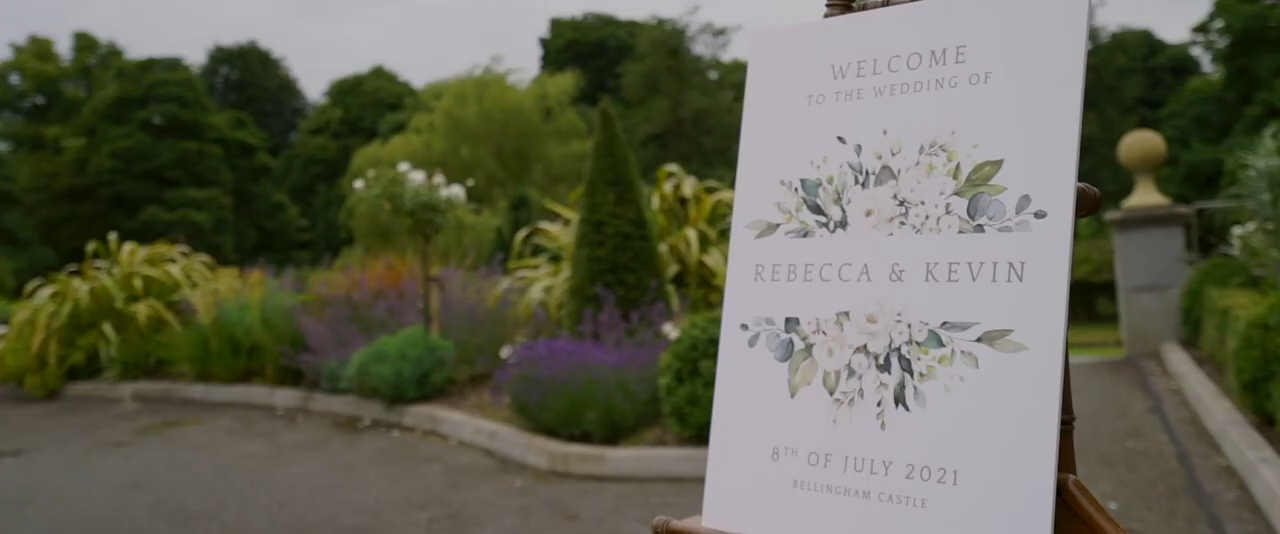 WELCOME
TO THE WEDDING OF
REBECCA & KEVIN
8TH OF JULY 2021
BELLINGHAM CASTLE